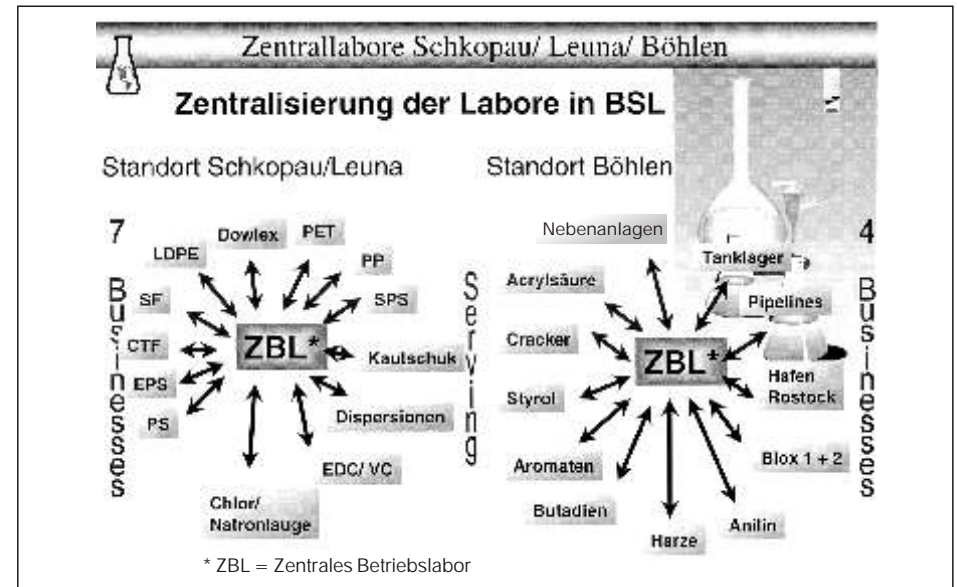 Zentrallabore Schkopau/ Leuna/ Böhlen
Zentralisierung der Labore in BSL
Standort Schkopau/Leuna
7
Businesses
LDPE
Dowlex
PET
PP
SPS
SF
CTF
EPS
PS
ZBL*
Kautschuk
Dispersionen
EDC/ VC
Chlor/
Natronlauge
Serving
Standort Böhlen
4
Businesses
Nebenanlagen
Tanklager
Acrylsäure
Pipelines
Cracker
ZBL*
Hafen
Rostock
Styrol
Aromaten
Blox 1 + 2
Butadien
Harze
Anilin
* ZBL = Zentrales Betriebslabor